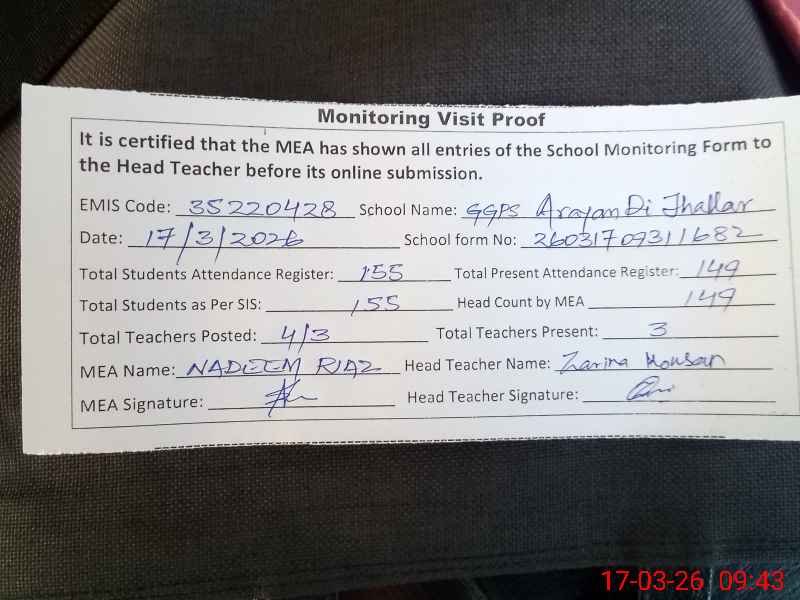 Monitoring Visit Proof
It is certified that the MEA has shown all entries of the School Monitoring Form to
the Head Teacher before its online submission.
EMIS Code: 35220428 School Name: GGPS Arayan Di Jhallar
Date: 17/3/2026 School form No: 26031709311682
Total Students Attendance Register: 155 Total Present Attendance Register: 149
Total Students as Per SIS: 155 Head Count by MEA 149
Total Teachers Posted: 4/3 Total Teachers Present: 3
MEA Name: NADEEM RIAZ Head Teacher Name: Zarina
MEA Signature: Head Teacher Signature:
17-03-26 09:43